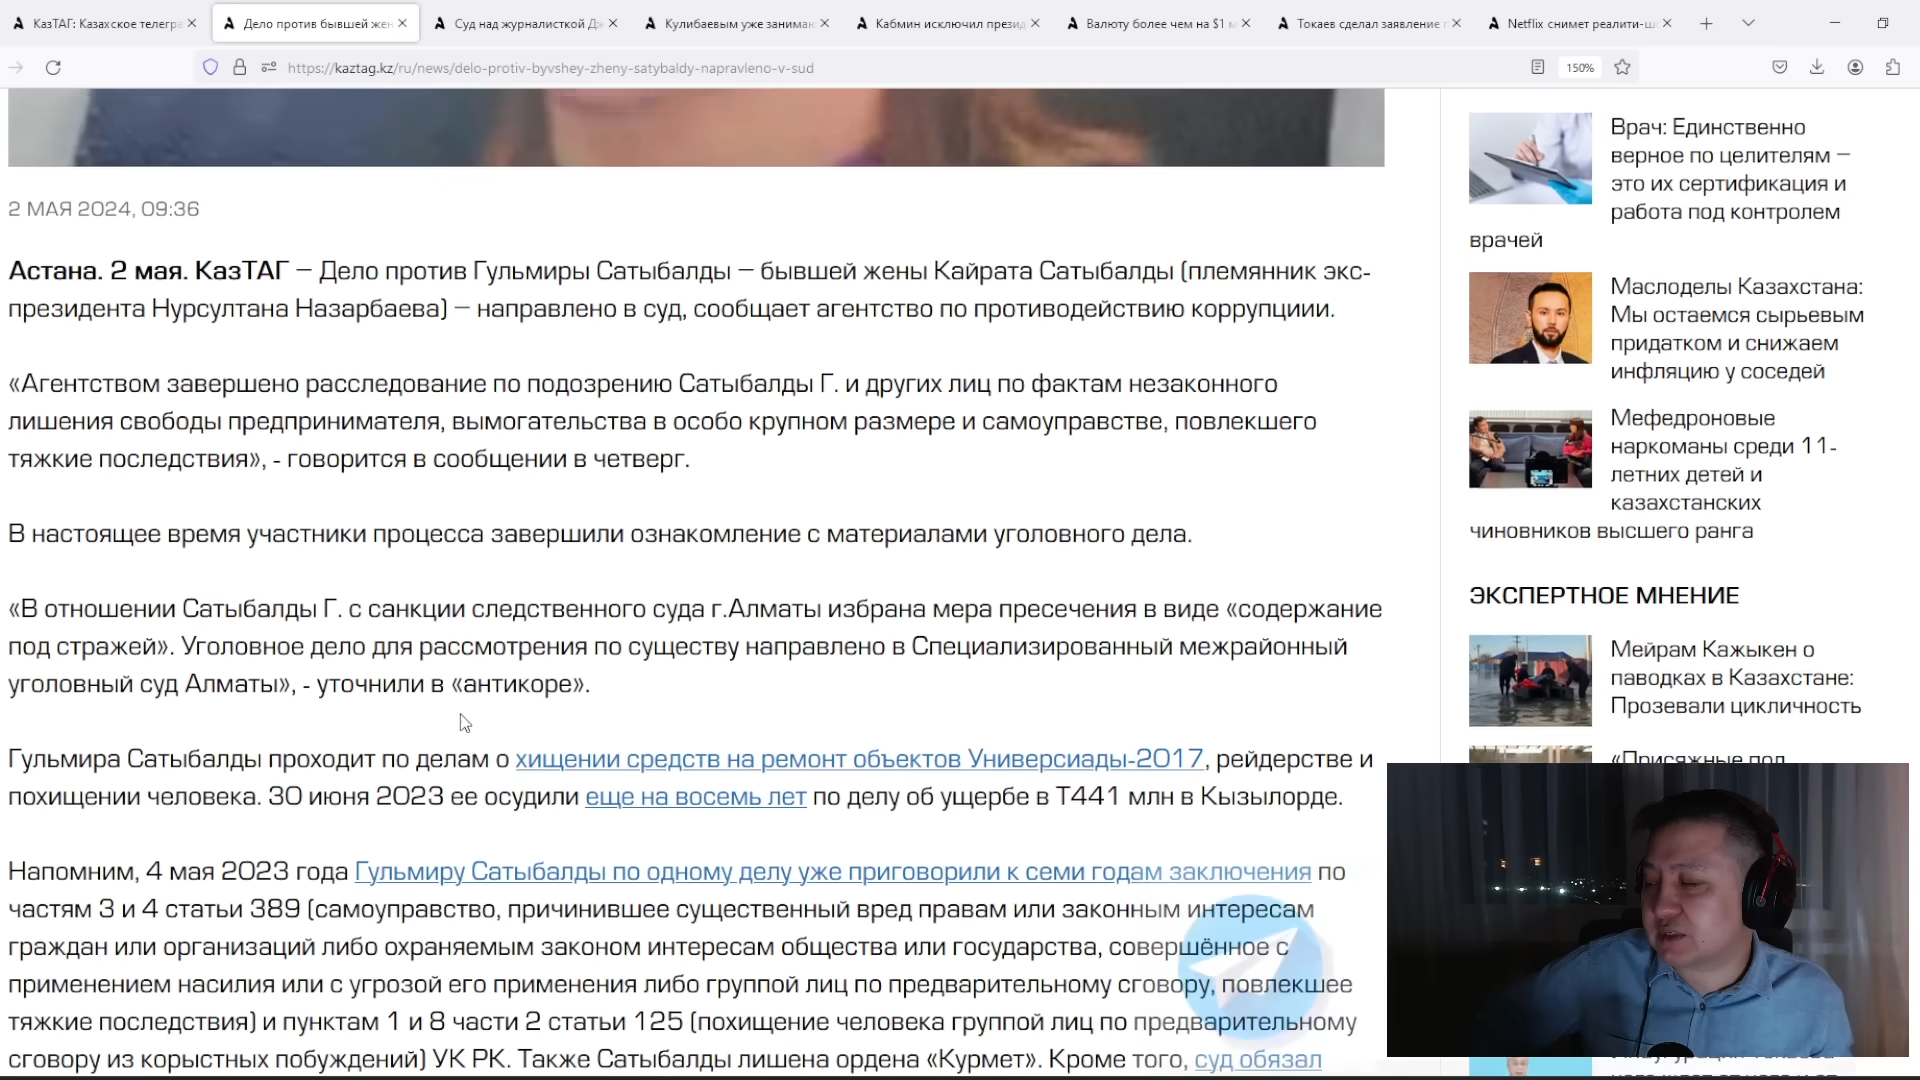 КазТАГ: Казахское телегра
Дело против бывшей жен
Суд над журналисткой Д
Кулибаевым уже занима
Кабмин исключил презид
Валюту более чем на $1 м
Токаев сделал заявление
Netflix снимет реалити-ш
https://kaztag.kz/ru/news/delo-protiv-byvshey-zheny-satybaldy-napravleno-v-sud
150%
2 МАЯ 2024, 09:36
Астана. 2 мая. КазТАГ – Дело против Гульмиры Сатыбалды – бывшей жены Кайрата Сатыбалды (племянник экс-
президента Нурсултана Назарбаева) – направлено в суд, сообщает агентство по противодействию коррупциии.
«Агентством завершено расследование по подозрению Сатыбалды Г. и других лиц по фактам незаконного
лишения свободы предпринимателя, вымогательства в особо крупном размере и самоуправстве, повлекшего
тяжкие последствия», - говорится в сообщении в четверг.
В настоящее время участники процесса завершили ознакомление с материалами уголовного дела.
«В отношении Сатыбалды Г. с санкции следственного суда г.Алматы избрана мера пресечения в виде «содержание
под стражей». Уголовное дело для рассмотрения по существу направлено в Специализированный межрайонный
уголовный суд Алматы», - уточнили в «антикоре».
Гульмира Сатыбалды проходит по делам о хищении средств на ремонт объектов Универсиады-2017, рейдерстве и
похищении человека. 30 июня 2023 ее осудили еще на восемь лет по делу об ущербе в Т441 млн в Кызылорде.
Напомним, 4 мая 2023 года Гульмиру Сатыбалды по одному делу уже приговорили к семи годам заключения по
частям 3 и 4 статьи 389 (самоуправство, причинившее существенный вред правам или законным интересам
граждан или организаций либо охраняемым законом интересам общества или государства, совершённое с
применением насилия или с угрозой его применения либо группой лиц по предварительному сговору, повлекшее
тяжкие последствия) и пунктам 1 и 8 части 2 статьи 125 (похищение человека группой лиц по предварительному
сговору из корыстных побуждений) УК РК. Также Сатыбалды лишена ордена «Курмет». Кроме того, суд обязал
Врач: Единственно
верное по целителям –
это их сертификация и
работа под контролем
врачей
Маслоделы Казахстана:
Мы остаемся сырьевым
придатком и снижаем
инфляцию у соседей
Мефедроновые
наркоманы среди 11-
летних детей и
казахстанских
чиновников высшего ранга
ЭКСПЕРТНОЕ МНЕНИЕ
Мейрам Кажыкен о
паводках в Казахстане:
Прозевали цикличность
«Присяжные под